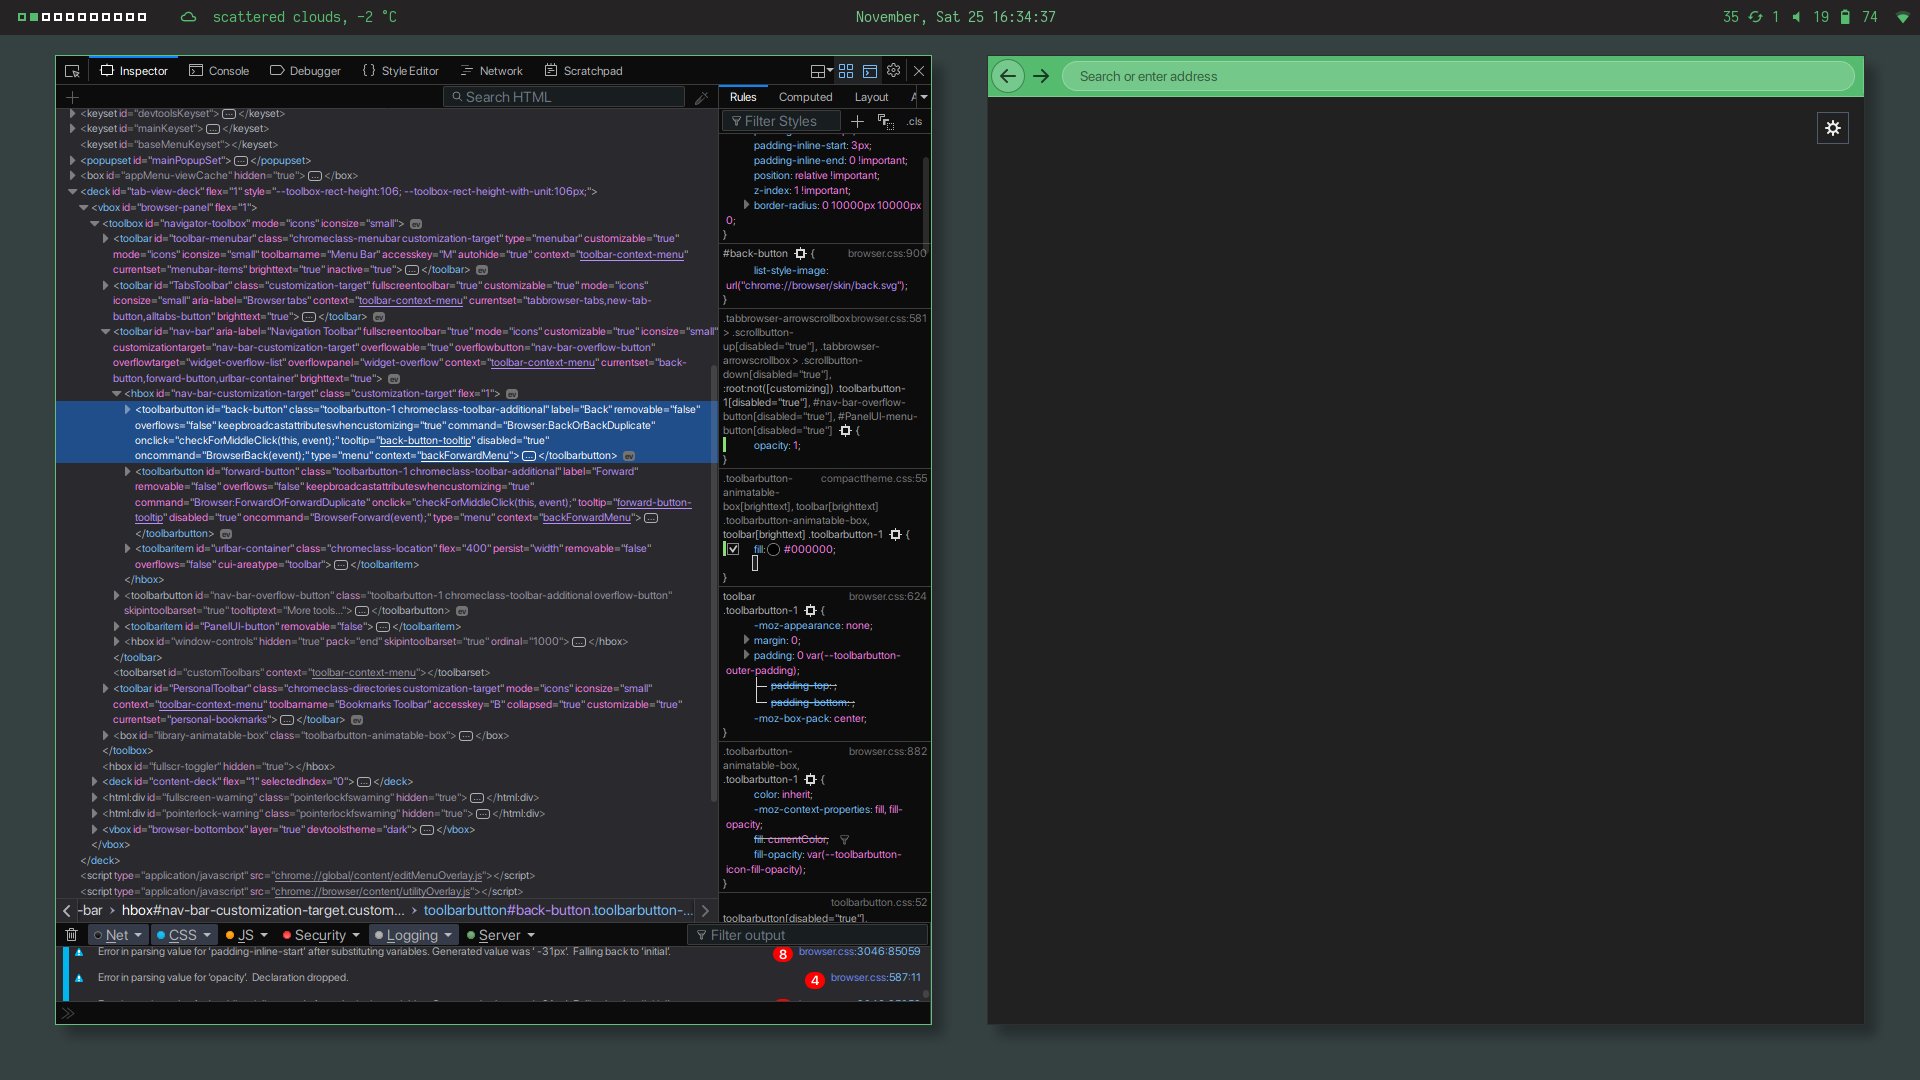 scattered clouds, -2 °C
November, Sat 25 16:34:37
35 1 19 74
Inspector Console Debugger Style Editor Network Scratchpad
Search HTML
<keyset id="devtoolsKeyset"> </keyset>
<keyset id="mainKeyset"> </keyset>
<keyset id="baseMenuKeyset"></keyset>
<popupset id="mainPopupSet"> </popupset>
<box id="appMenu-viewCache" hidden="true"> </box>
<deck id="tab-view-deck" flex="1" style="--toolbox-rect-height:106; --toolbox-rect-height-with-unit:106px;">
<vbox id="browser-panel" flex="1">
<toolbox id="navigator-toolbox" mode="icons" iconsize="small"> ev
<toolbar id="toolbar-menubar" class="chromeclass-menubar customization-target" type="menubar" customizable="true"
mode="icons" iconsize="small" toolbarname="Menu Bar" accesskey="M" autohide="true" context="toolbar-context-menu"
currentset="menubar-items" brighttext="true" inactive="true"> </toolbar> ev
<toolbar id="TabsToolbar" class="customization-target" fullscreentoolbar="true" customizable="true" mode="icons"
iconsize="small" aria-label="Browser tabs" context="toolbar-context-menu" currentset="tabbrowser-tabs,new-tab-
button,alltabs-button" brighttext="true"> </toolbar> ev
<toolbar id="nav-bar" aria-label="Navigation Toolbar" fullscreentoolbar="true" mode="icons" customizable="true" iconsize="small"
customizationtarget="nav-bar-customization-target" overflowable="true" overflowbutton="nav-bar-overflow-button"
overflowtarget="widget-overflow-list" overflowpanel="widget-overflow" context="toolbar-context-menu" currentset="back-
button,forward-button,urlbar-container" brighttext="true"> ev
<hbox id="nav-bar-customization-target" class="customization-target" flex="1"> ev
<toolbarbutton id="back-button" class="toolbarbutton-1 chromeclass-toolbar-additional" label="Back" removable="false"
overflows="false" keepbroadcastattributeswhencustomizing="true" command="Browser:BackOrBackDuplicate"
onclick="checkForMiddleClick(this, event);" tooltip="back-button-tooltip" disabled="true"
oncommand="BrowserBack(event);" type="menu" context="backForwardMenu"> </toolbarbutton> ev
<toolbarbutton id="forward-button" class="toolbarbutton-1 chromeclass-toolbar-additional" label="Forward"
removable="false" overflows="false" keepbroadcastattributeswhencustomizing="true"
command="Browser:ForwardOrForwardDuplicate" onclick="checkForMiddleClick(this, event);" tooltip="forward-button-
tooltip" disabled="true" oncommand="BrowserForward(event);" type="menu" context="backForwardMenu">
</toolbarbutton> ev
<toolbaritem id="urlbar-container" class="chromeclass-location" flex="400" persist="width" removable="false"
overflows="false" cui-areatype="toolbar"> </toolbaritem>
</hbox>
<toolbarbutton id="nav-bar-overflow-button" class="toolbarbutton-1 chromeclass-toolbar-additional overflow-button"
skipintoolbarset="true" tooltiptext="More tools..."> </toolbarbutton> ev
<toolbaritem id="PanelUI-button" removable="false"> </toolbaritem>
<hbox id="window-controls" hidden="true" pack="end" skipintoolbarset="true" ordinal="1000"> </hbox>
</toolbar>
<toolbarset id="customToolbars" context="toolbar-context-menu"></toolbarset>
<toolbar id="PersonalToolbar" class="chromeclass-directories customization-target" mode="icons" iconsize="small"
context="toolbar-context-menu" toolbarname="Bookmarks Toolbar" accesskey="B" collapsed="true" customizable="true"
currentset="personal-bookmarks"> </toolbar> ev
<box id="library-animatable-box" class="toolbarbutton-animatable-box"> </box>
</toolbox>
<hbox id="fullscr-toggler" hidden="true"></hbox>
<deck id="content-deck" flex="1" selectedIndex="0"> </deck>
<html:div id="fullscreen-warning" class="pointerlockfswarning" hidden="true"> </html:div>
<html:div id="pointerlock-warning" class="pointerlockfswarning" hidden="true"> </html:div>
<vbox id="browser-bottombox" layer="true" devtoolstheme="dark"> </vbox>
</vbox>
</deck>
<script type="application/javascript" src="chrome://global/content/editMenuOverlay.js"></script>
<script type="application/javascript" src="chrome://browser/content/utilityOverlay.js"></script>
-bar hbox#nav-bar-customization-target.custom... toolbarbutton#back-button.toolbarbutton-...
Rules Computed Layout
Filter Styles .cls
padding-inline-start: 3px;
padding-inline-end: 0 !important;
position: relative !important;
z-index: 1 !important;
border-radius: 0 10000px 10000px
0;
}
#back-button { browser.css:900
list-style-image:
url("chrome://browser/skin/back.svg");
}
.tabbrowser-arrowscrollbox browser.css:581
> .scrollbutton-
up[disabled="true"], .tabbrowser-
arrowscrollbox > .scrollbutton-
down[disabled="true"],
:root:not([customizing]) .toolbarbutton-
1[disabled="true"], #nav-bar-overflow-
button[disabled="true"], #PanelUI-menu-
button[disabled="true"] {
opacity: 1;
}
.toolbarbutton- compacttheme.css:55
animatable-
box[brighttext], toolbar[brighttext]
.toolbarbutton-animatable-box,
toolbar[brighttext] .toolbarbutton-1 {
fill: #000000;
}
toolbar browser.css:624
.toolbarbutton-1 {
-moz-appearance: none;
margin: 0;
padding: 0 var(--toolbarbutton-
outer-padding);
padding-top: ;
padding-bottom: ;
-moz-box-pack: center;
}
.toolbarbutton- browser.css:882
animatable-box,
.toolbarbutton-1 {
color: inherit;
-moz-context-properties: fill, fill-
opacity;
fill: currentColor;
fill-opacity: var(--toolbarbutton-
icon-fill-opacity);
}
toolbarbutton.css:52
toolbarbutton[disabled="true"],
Net CSS JS Security Logging Server Filter output
Error in parsing value for 'padding-inline-start' after substituting variables. Generated value was ' -31px'. Falling back to 'initial'. 8 browser.css:3046:85059
Error in parsing value for 'opacity'. Declaration dropped. 4 browser.css:587:11
Search or enter address